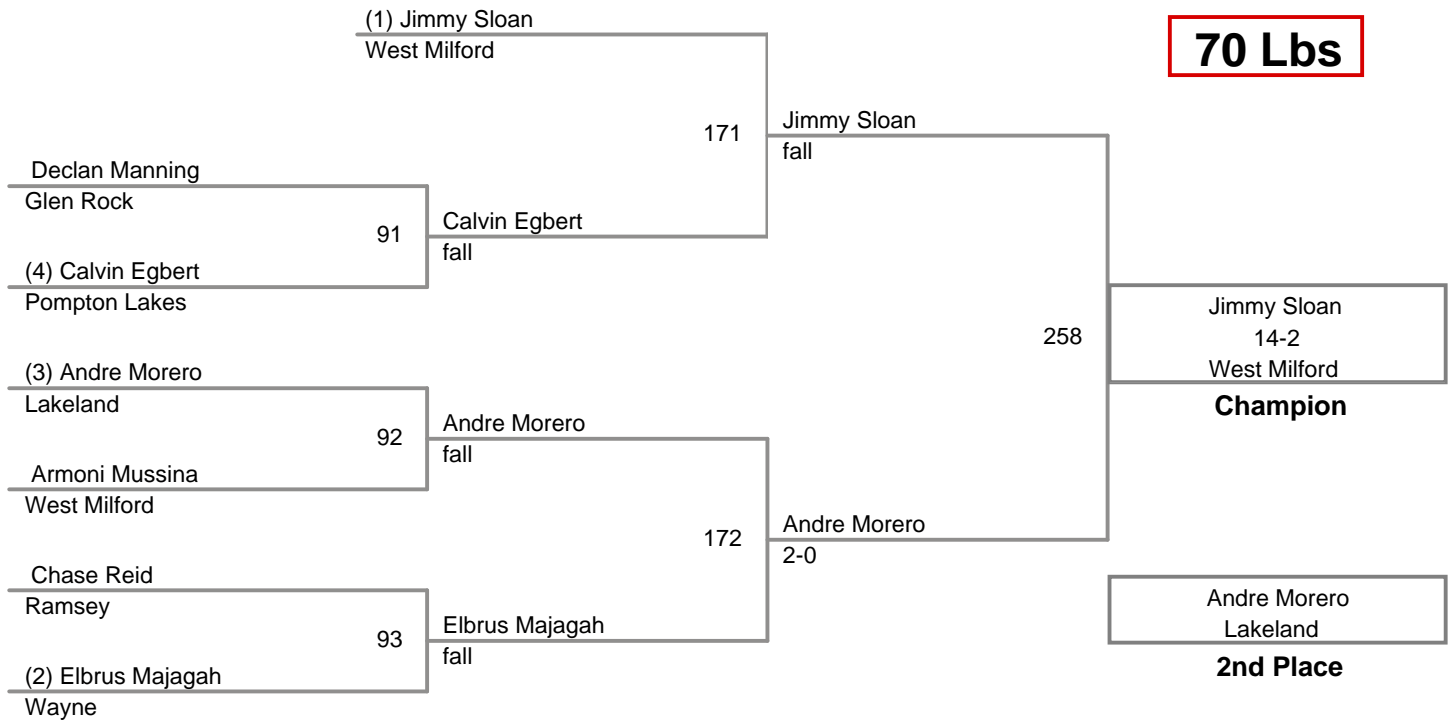 (1) Jimmy Sloan
West Milford
70 Lbs
171
Jimmy Sloan
fall
Declan Manning
Glen Rock
91
Calvin Egbert
fall
(4) Calvin Egbert
Pompton Lakes
258
Jimmy Sloan
14-2
West Milford
Champion
(3) Andre Morero
Lakeland
92
Andre Morero
fall
Armoni Mussina
West Milford
172
Andre Morero
2-0
Chase Reid
Ramsey
93
Elbrus Majagah
fall
(2) Elbrus Majagah
Wayne
Andre Morero
Lakeland
2nd Place